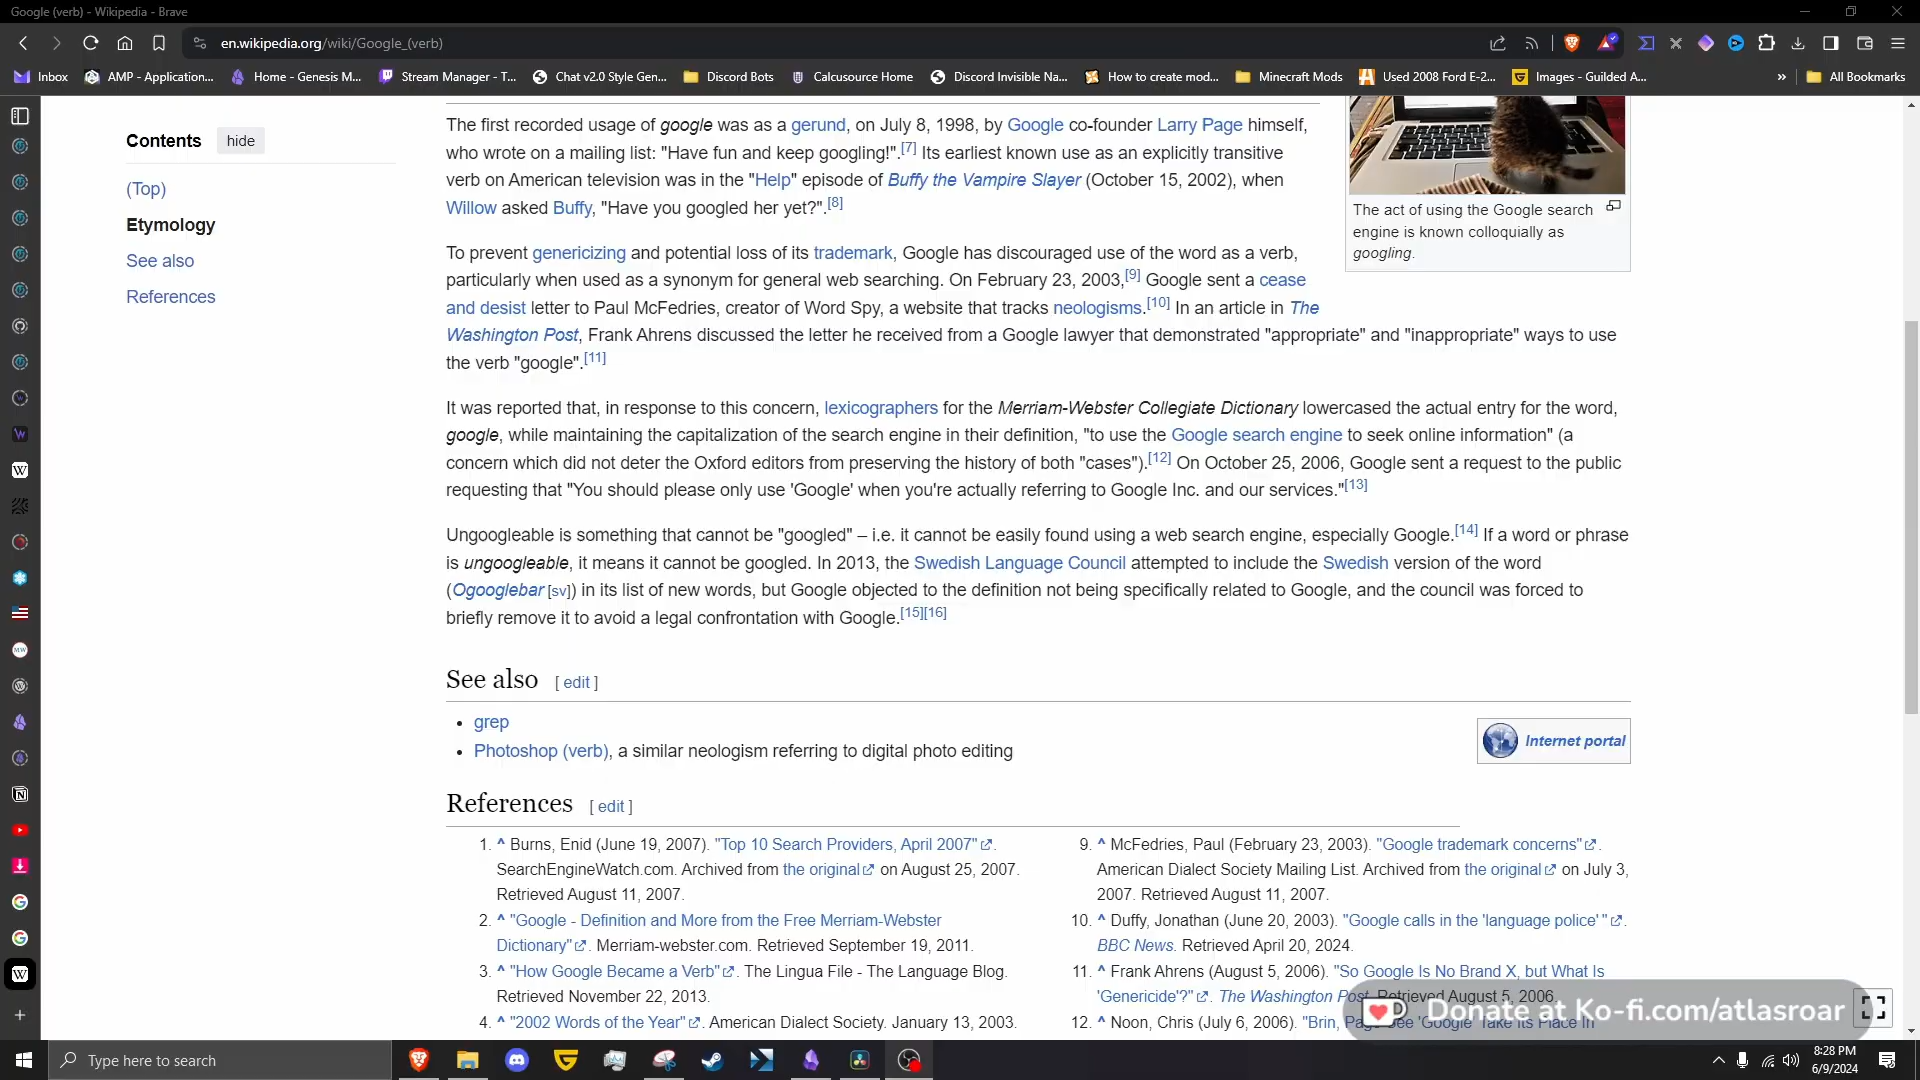 Google (verb) - Wikipedia - Brave
en.wikipedia.org/wiki/Google_(verb)
Inbox
AMP - Application...
Home - Genesis M...
Stream Manager - T...
Chat v2.0 Style Gen...
Discord Bots
Calcusource Home
Discord Invisible Na...
How to create mod...
Minecraft Mods
Used 2008 Ford E-2...
Images - Guilded A...
»
All Bookmarks
Contents
hide
(Top)
Etymology
See also
References
The first recorded usage of google was as a gerund, on July 8, 1998, by Google co-founder Larry Page himself,
who wrote on a mailing list: "Have fun and keep googling!".[7] Its earliest known use as an explicitly transitive
verb on American television was in the "Help" episode of Buffy the Vampire Slayer (October 15, 2002), when
Willow asked Buffy, "Have you googled her yet?".[8]
The act of using the Google search
engine is known colloquially as
googling.
To prevent genericizing and potential loss of its trademark, Google has discouraged use of the word as a verb,
particularly when used as a synonym for general web searching. On February 23, 2003,[9] Google sent a cease
and desist letter to Paul McFedries, creator of Word Spy, a website that tracks neologisms.[10] In an article in The
Washington Post, Frank Ahrens discussed the letter he received from a Google lawyer that demonstrated "appropriate" and "inappropriate" ways to use
the verb "google".[11]
It was reported that, in response to this concern, lexicographers for the Merriam-Webster Collegiate Dictionary lowercased the actual entry for the word,
google, while maintaining the capitalization of the search engine in their definition, "to use the Google search engine to seek online information" (a
concern which did not deter the Oxford editors from preserving the history of both "cases").[12] On October 25, 2006, Google sent a request to the public
requesting that "You should please only use 'Google' when you're actually referring to Google Inc. and our services."[13]
Ungoogleable is something that cannot be "googled" – i.e. it cannot be easily found using a web search engine, especially Google.[14] If a word or phrase
is ungoogleable, it means it cannot be googled. In 2013, the Swedish Language Council attempted to include the Swedish version of the word
(Ogooglebar [sv]) in its list of new words, but Google objected to the definition not being specifically related to Google, and the council was forced to
briefly remove it to avoid a legal confrontation with Google.[15][16]
See also [ edit ]
• grep
• Photoshop (verb), a similar neologism referring to digital photo editing
Internet portal
References [ edit ]
1. ^ Burns, Enid (June 19, 2007). "Top 10 Search Providers, April 2007".
SearchEngineWatch.com. Archived from the original on August 25, 2007.
Retrieved August 11, 2007.
2. ^ "Google - Definition and More from the Free Merriam-Webster
Dictionary". Merriam-webster.com. Retrieved September 19, 2011.
3. ^ "How Google Became a Verb". The Lingua File - The Language Blog.
Retrieved November 22, 2013.
4. ^ "2002 Words of the Year". American Dialect Society. January 13, 2003.
9. ^ McFedries, Paul (February 23, 2003). "Google trademark concerns".
American Dialect Society Mailing List. Archived from the original on July 3,
2007. Retrieved August 11, 2007.
10. ^ Duffy, Jonathan (June 20, 2003). "Google calls in the 'language police' ".
BBC News. Retrieved April 20, 2024.
11. ^ Frank Ahrens (August 5, 2006). "So Google Is No Brand X, but What Is
'Genericide'?". The Washington Post. Retrieved August 5, 2006.
12. ^ Noon, Chris (July 6, 2006). "Brin, Page See 'Google' Take Its Place In
Donate at Ko-fi.com/atlasroar
Type here to search
8:28 PM
6/9/2024